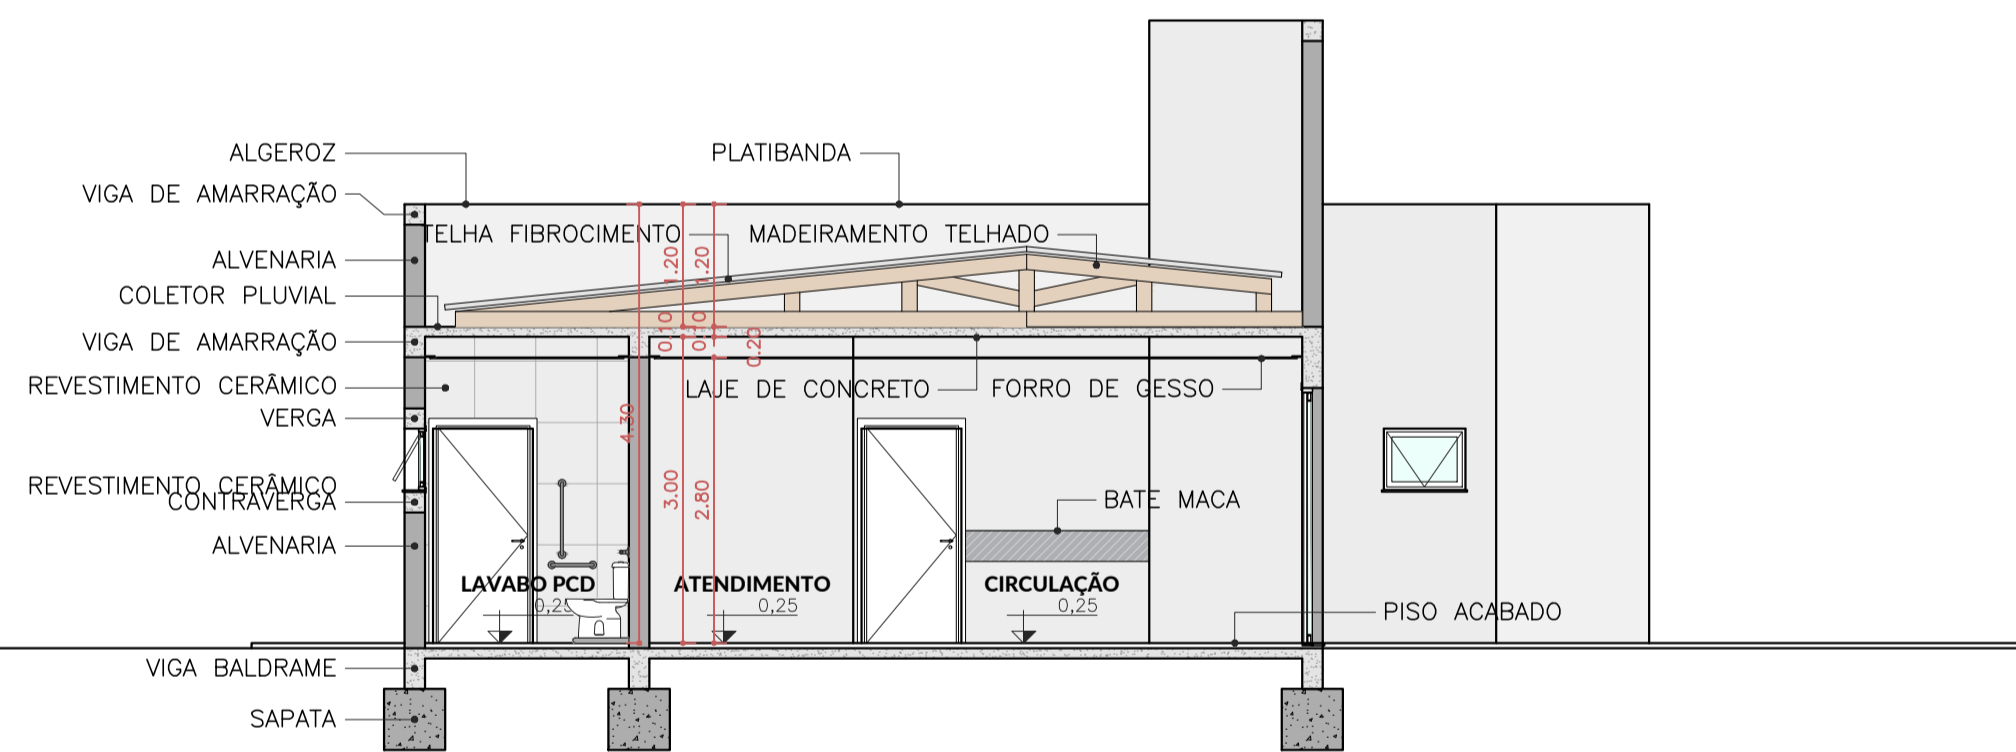 ALGEROZ
PLATIBANDA
VIGA DE AMARRAÇÃO
TELHA FIBROCIMENTO
MADEIRAMENTO TELHADO
ALVENARIA
1.20
1.20
COLETOR PLUVIAL
VIGA DE AMARRAÇÃO
0.10
0.10
0.20
REVESTIMENTO CERÂMICO
LAJE DE CONCRETO
FORRO DE GESSO
VERGA
4.30
REVESTIMENTO CERÂMICO
CONTRAVERGA
3.00
2.80
BATE MACA
ALVENARIA
LAVABO PCD
ATENDIMENTO
CIRCULAÇÃO
0,25
0,25
0,25
PISO ACABADO
VIGA BALDRAME
SAPATA